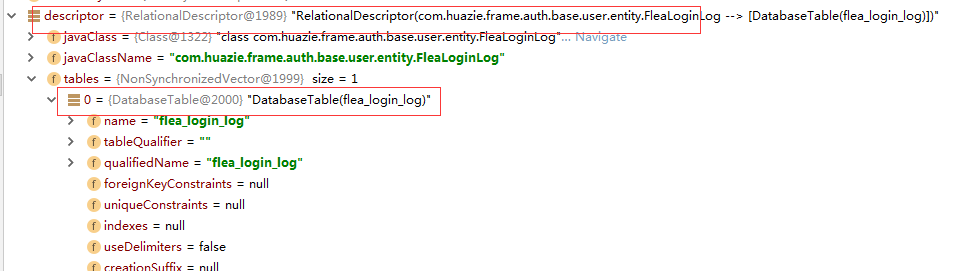 descriptor = {RelationalDescriptor@1989} "RelationalDescriptor(com.huazie.frame.auth.base.user.entity.FleaLoginLog --> [DatabaseTable(flea_login_log)])"
f javaClass = {Class@1322} "class com.huazie.frame.auth.base.user.entity.FleaLoginLog"... Navigate
f javaClassName = "com.huazie.frame.auth.base.user.entity.FleaLoginLog"
f tables = {NonSynchronizedVector@1999} size = 1
0 = {DatabaseTable@2000} "DatabaseTable(flea_login_log)"
f name = "flea_login_log"
f tableQualifier = ""
f qualifiedName = "flea_login_log"
f foreignKeyConstraints = null
f uniqueConstraints = null
f indexes = null
f useDelimiters = false
f creationSuffix = null